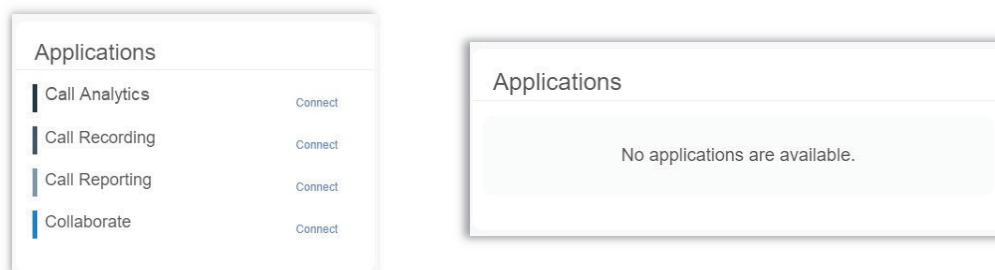 Applications
Call Analytics Connect
Call Recording Connect
Call Reporting Connect
Collaborate Connect
Applications
No applications are available.